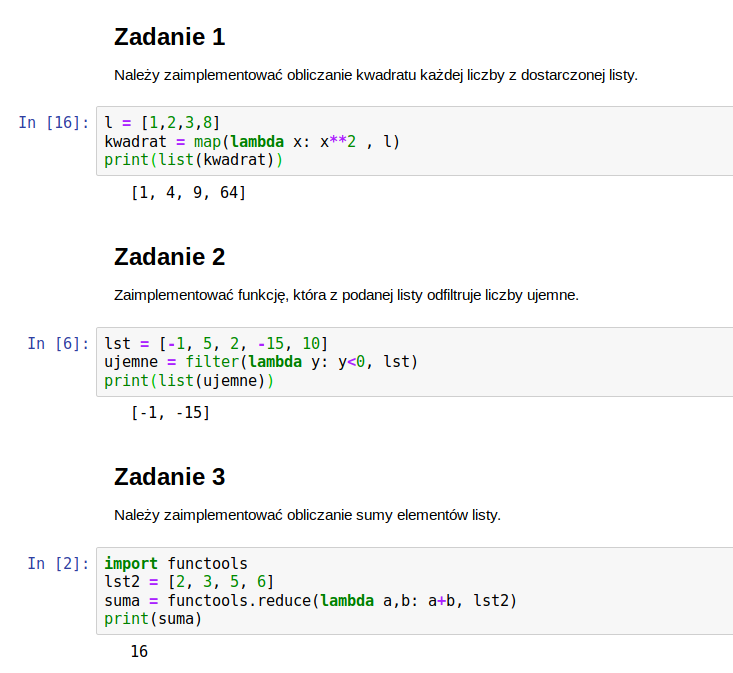 Zadanie 1
Należy zaimplementować obliczanie kwadratu każdej liczby z dostarczonej listy.
In [16]: l = [1,2,3,8]
kwadrat = map(lambda x: x**2 , l)
print(list(kwadrat))
[1, 4, 9, 64]
Zadanie 2
Zaimplementować funkcję, która z podanej listy odfiltruje liczby ujemne.
In [6]: lst = [-1, 5, 2, -15, 10]
ujemne = filter(lambda y: y<0, lst)
print(list(ujemne))
[-1, -15]
Zadanie 3
Należy zaimplementować obliczanie sumy elementów listy.
In [2]: import functools
lst2 = [2, 3, 5, 6]
suma = functools.reduce(lambda a,b: a+b, lst2)
print(suma)
16